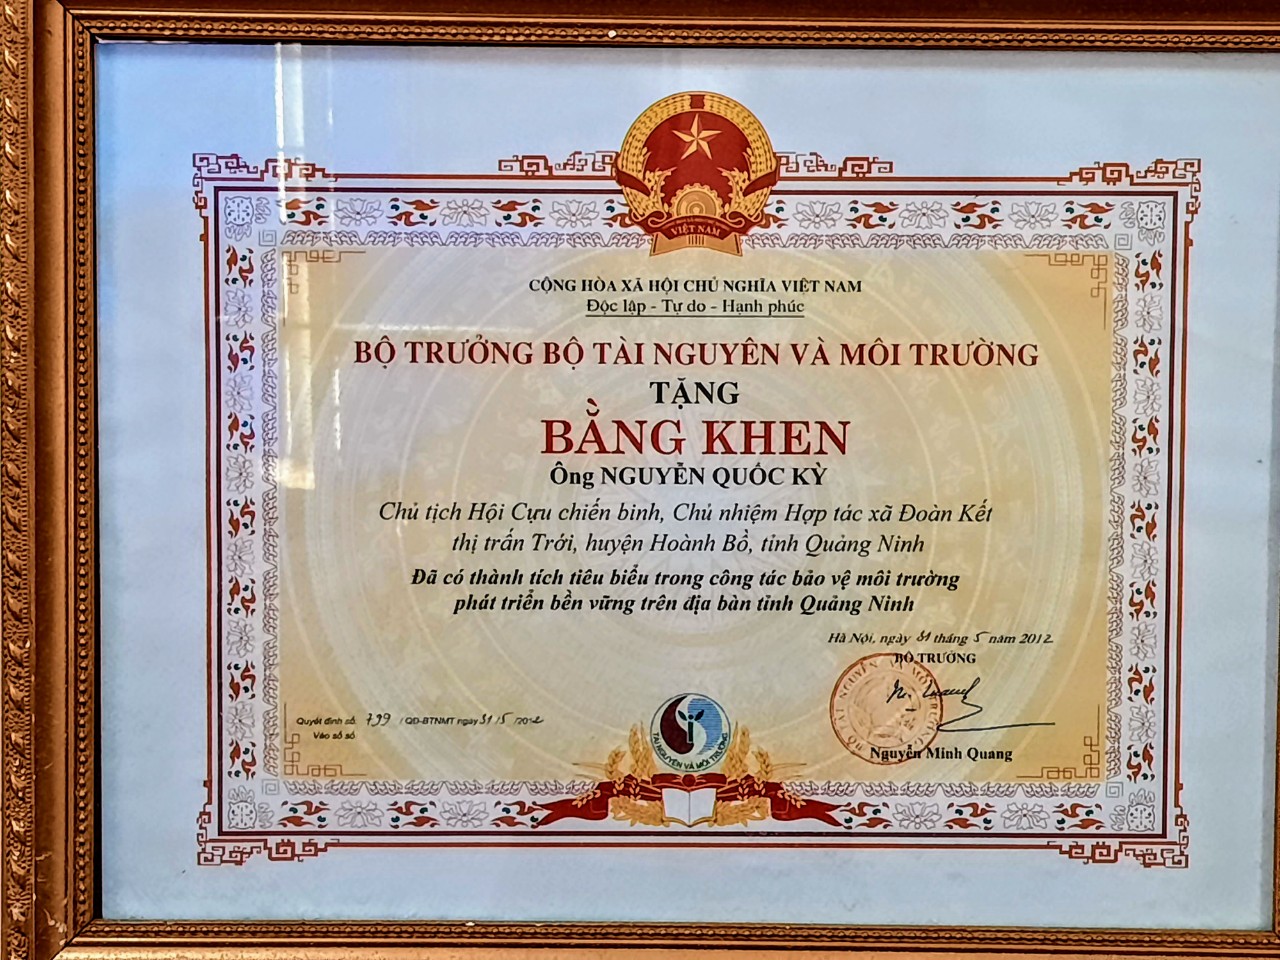 VIỆT NAM
CỘNG HÒA XÃ HỘI CHỦ NGHĨA VIỆT NAM
Độc lập - Tự do - Hạnh phúc
BỘ TRƯỞNG BỘ TÀI NGUYÊN VÀ MÔI TRƯỜNG
TẶNG
BẰNG KHEN
Ông NGUYỄN QUỐC KỲ
Chủ tịch Hội Cựu chiến binh, Chủ nhiệm Hợp tác xã Đoàn Kết
thị trấn Trới, huyện Hoành Bồ, tỉnh Quảng Ninh
Đã có thành tích tiêu biểu trong công tác bảo vệ môi trường
phát triển bền vững trên địa bàn tỉnh Quảng Ninh
Hà Nội, ngày 31 tháng 5 năm 2012
BỘ TRƯỞNG
Quyết định số 799 / QĐ-BTNMT ngày 31/5/2012
Vào sổ số
TÀI NGUYÊN VÀ MÔI TRƯỜNG
Nguyễn Minh Quang